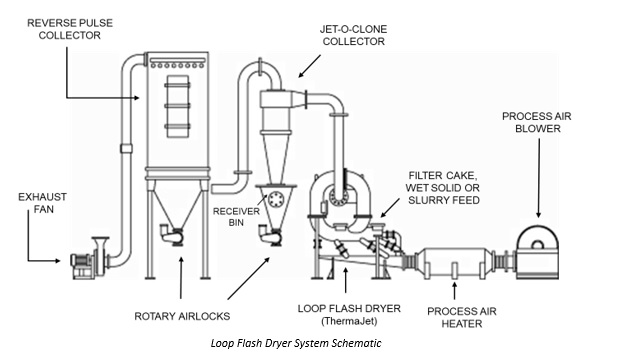 REVERSE PULSE
COLLECTOR
JET-O-CLONE
COLLECTOR
PROCESS AIR
BLOWER
FILTER CAKE,
WET SOLID OR
SLURRY FEED
EXHAUST
FAN
RECEIVER
BIN
ROTARY AIRLOCKS
LOOP FLASH DRYER
(ThermaJet)
PROCESS AIR
HEATER
Loop Flash Dryer System Schematic